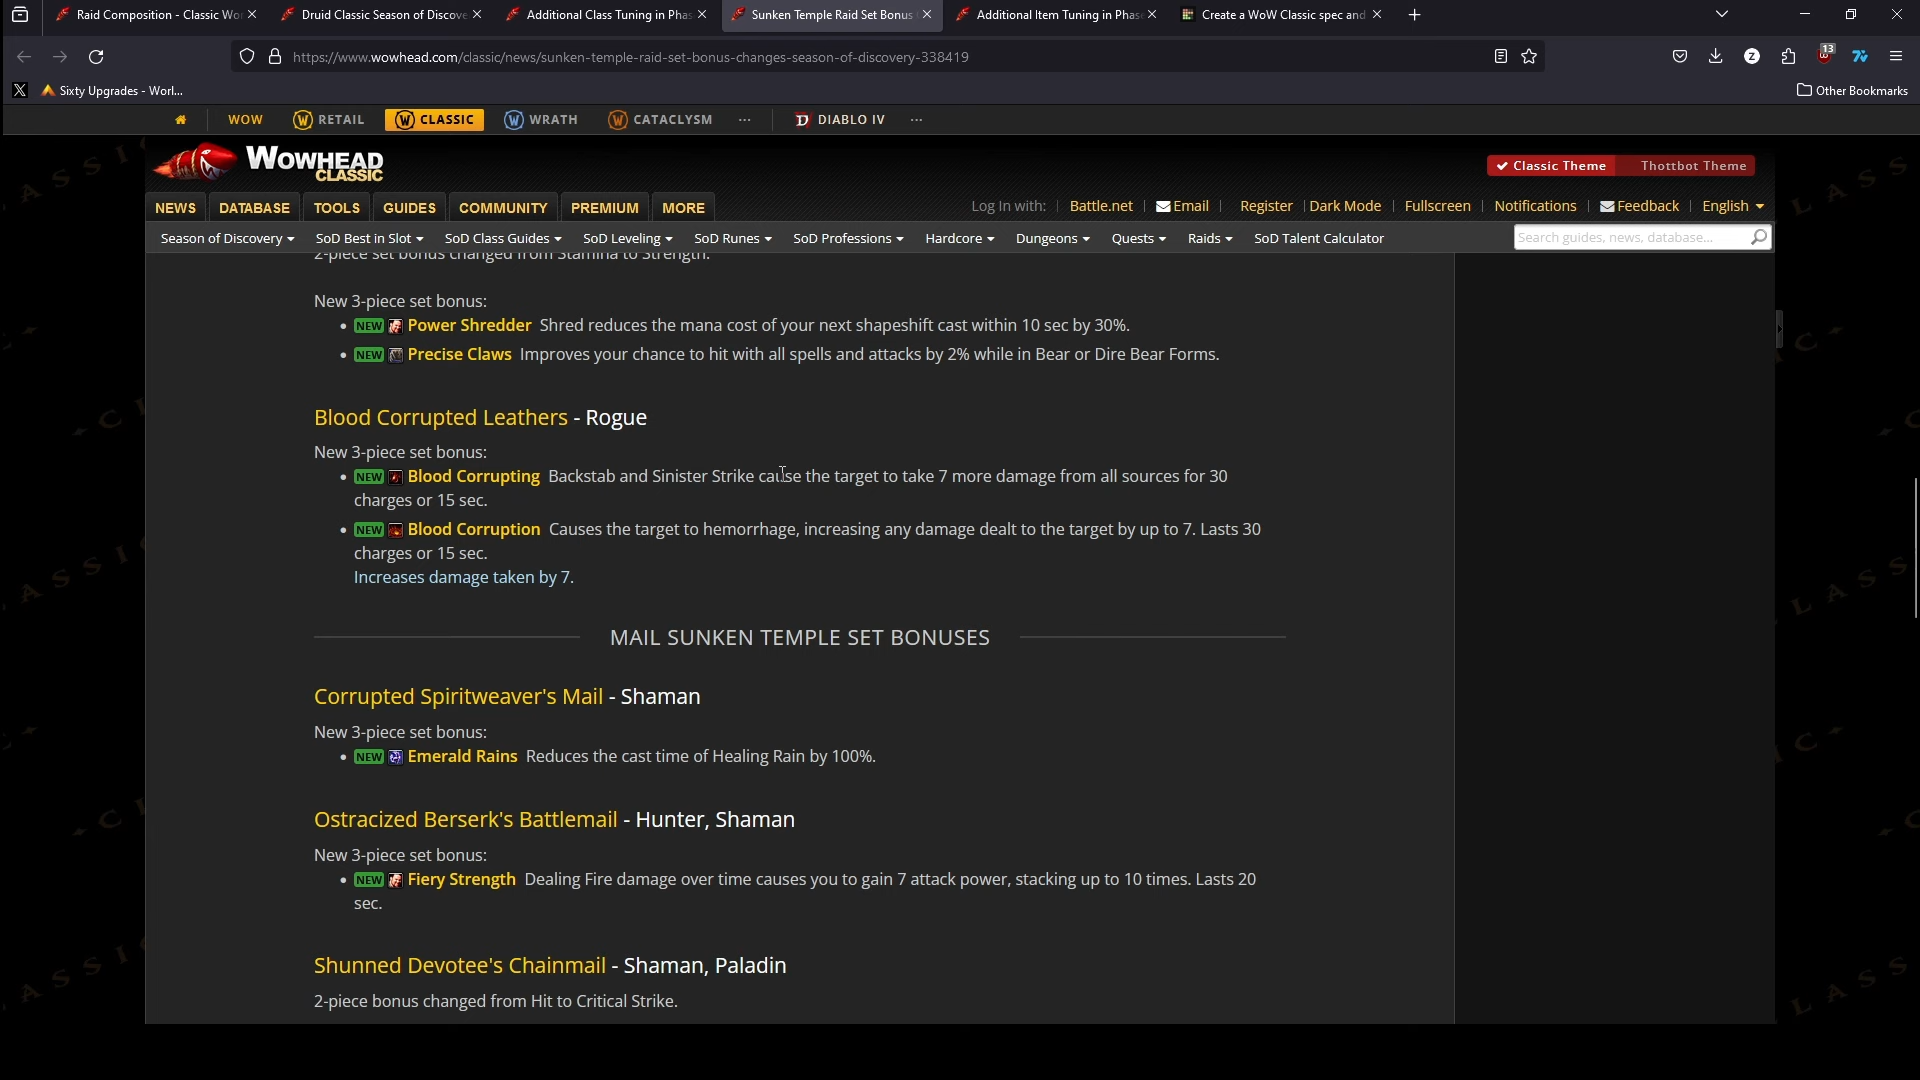 Raid Composition - Classic Wo
Druid Classic Season of Discove
Additional Class Tuning in Phas
Sunken Temple Raid Set Bonus
Additional Item Tuning in Phase
Create a WoW Classic spec and
https://www.wowhead.com/classic/news/sunken-temple-raid-set-bonus-changes-season-of-discovery-338419
13
Sixty Upgrades - Worl...
Other Bookmarks
WOW RETAIL CLASSIC WRATH CATACLYSM ... DIABLO IV ...
WOWHEAD
CLASSIC
Classic Theme Thottbot Theme
NEWS DATABASE TOOLS GUIDES COMMUNITY PREMIUM MORE
Log In with: Battle.net Email Register Dark Mode Fullscreen Notifications Feedback English
Season of Discovery SoD Best in Slot SoD Class Guides SoD Leveling SoD Runes SoD Professions Hardcore Dungeons Quests Raids SoD Talent Calculator
Search guides, news, database...
2-piece set bonus changed from Stamina to Strength.
New 3-piece set bonus:
• NEW Power Shredder Shred reduces the mana cost of your next shapeshift cast within 10 sec by 30%.
• NEW Precise Claws Improves your chance to hit with all spells and attacks by 2% while in Bear or Dire Bear Forms.
Blood Corrupted Leathers - Rogue
New 3-piece set bonus:
• NEW Blood Corrupting Backstab and Sinister Strike cause the target to take 7 more damage from all sources for 30
charges or 15 sec.
• NEW Blood Corruption Causes the target to hemorrhage, increasing any damage dealt to the target by up to 7. Lasts 30
charges or 15 sec.
Increases damage taken by 7.
MAIL SUNKEN TEMPLE SET BONUSES
Corrupted Spiritweaver's Mail - Shaman
New 3-piece set bonus:
• NEW Emerald Rains Reduces the cast time of Healing Rain by 100%.
Ostracized Berserk's Battlemail - Hunter, Shaman
New 3-piece set bonus:
• NEW Fiery Strength Dealing Fire damage over time causes you to gain 7 attack power, stacking up to 10 times. Lasts 20
sec.
Shunned Devotee's Chainmail - Shaman, Paladin
2-piece bonus changed from Hit to Critical Strike.